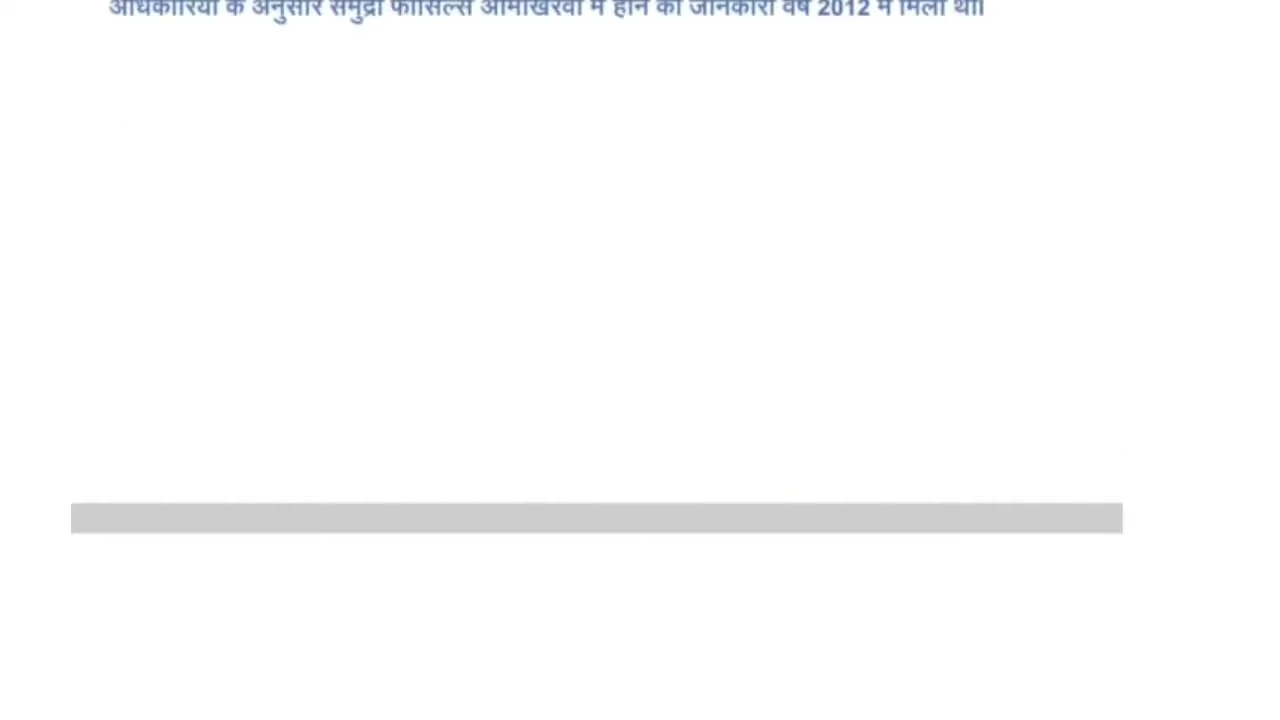 अधिकारियों के अनुसार समुद्री फॉसिल्स आमाखेरवा में होने की जानकारी वर्ष 2012 में मिली थी।